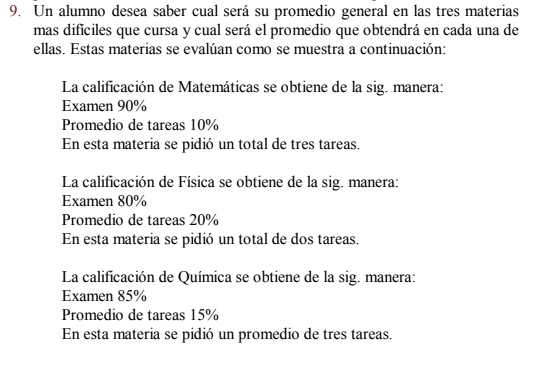 9. Un alumno desea saber cual será su promedio general en las tres materias
mas difíciles que cursa y cual será el promedio que obtendrá en cada una de
ellas. Estas materias se evalúan como se muestra a continuación:
La calificación de Matemáticas se obtiene de la sig. manera:
Examen 90%
Promedio de tareas 10%
En esta materia se pidió un total de tres tareas.
La calificación de Física se obtiene de la sig. manera:
Examen 80%
Promedio de tareas 20%
En esta materia se pidió un total de dos tareas.
La calificación de Química se obtiene de la sig. manera:
Examen 85%
Promedio de tareas 15%
En esta materia se pidió un promedio de tres tareas.